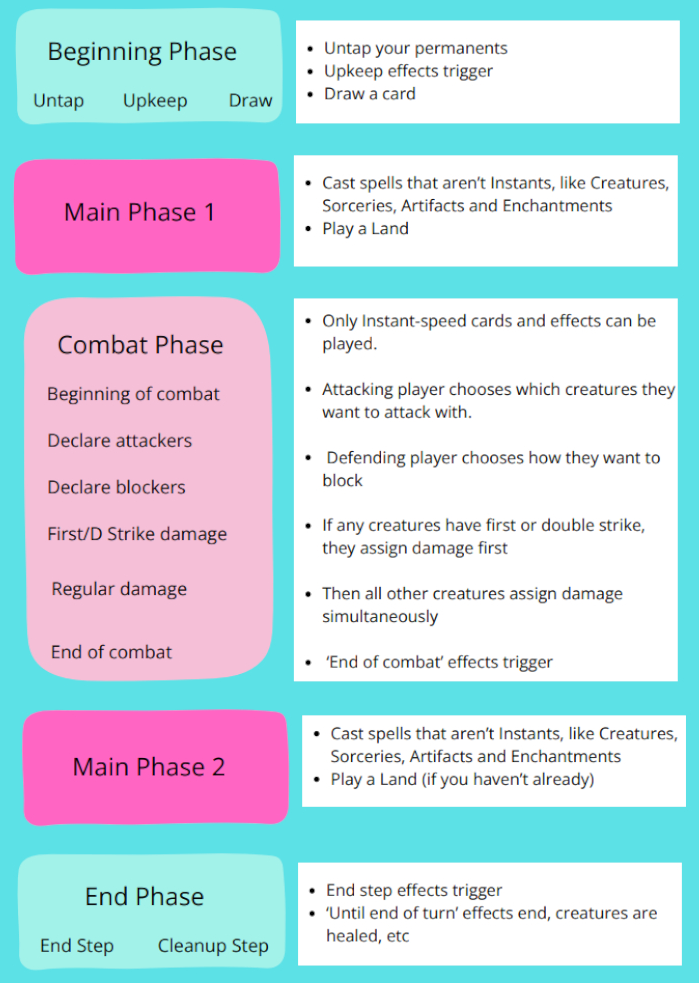 Beginning Phase
Untap Upkeep Draw
• Untap your permanents
• Upkeep effects trigger
• Draw a card
Main Phase 1
• Cast spells that aren’t Instants, like Creatures,
Sorceries, Artifacts and Enchantments
• Play a Land
Combat Phase
Beginning of combat
Declare attackers
Declare blockers
First/D Strike damage
Regular damage
End of combat
• Only Instant-speed cards and effects can be
played.
• Attacking player chooses which creatures they
want to attack with.
• Defending player chooses how they want to
block
• If any creatures have first or double strike,
they assign damage first
• Then all other creatures assign damage
simultaneously
• ‘End of combat’ effects trigger
Main Phase 2
• Cast spells that aren’t Instants, like Creatures,
Sorceries, Artifacts and Enchantments
• Play a Land (if you haven’t already)
End Phase
End Step Cleanup Step
• End step effects trigger
• ‘Until end of turn’ effects end, creatures are
healed, etc